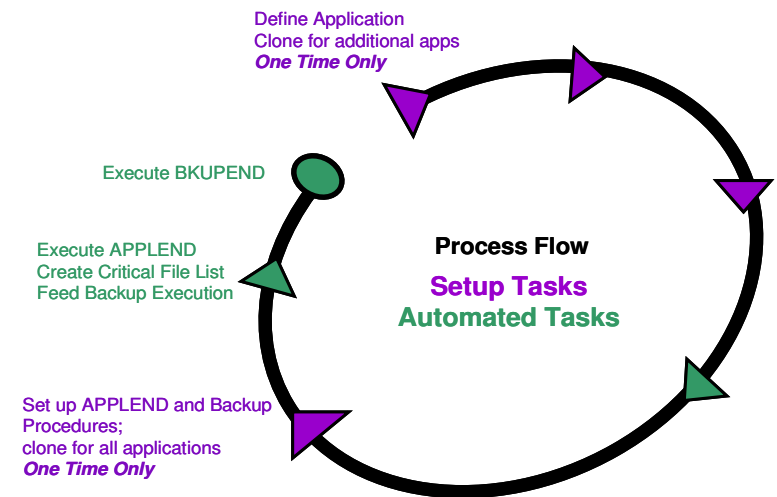 Define Application
Clone for additional apps
One Time Only
Execute BKUPEND
Execute APPLEND
Create Critical File List
Feed Backup Execution
Process Flow
Setup Tasks
Automated Tasks
Set up APPLEND and Backup
Procedures;
clone for all applications
One Time Only